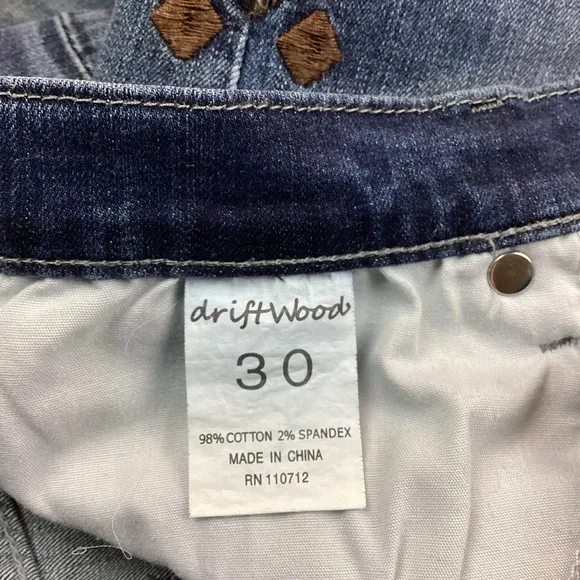 driftWood
30
98% COTTON 2% SPANDEX
MADE IN CHINA
RN 110712